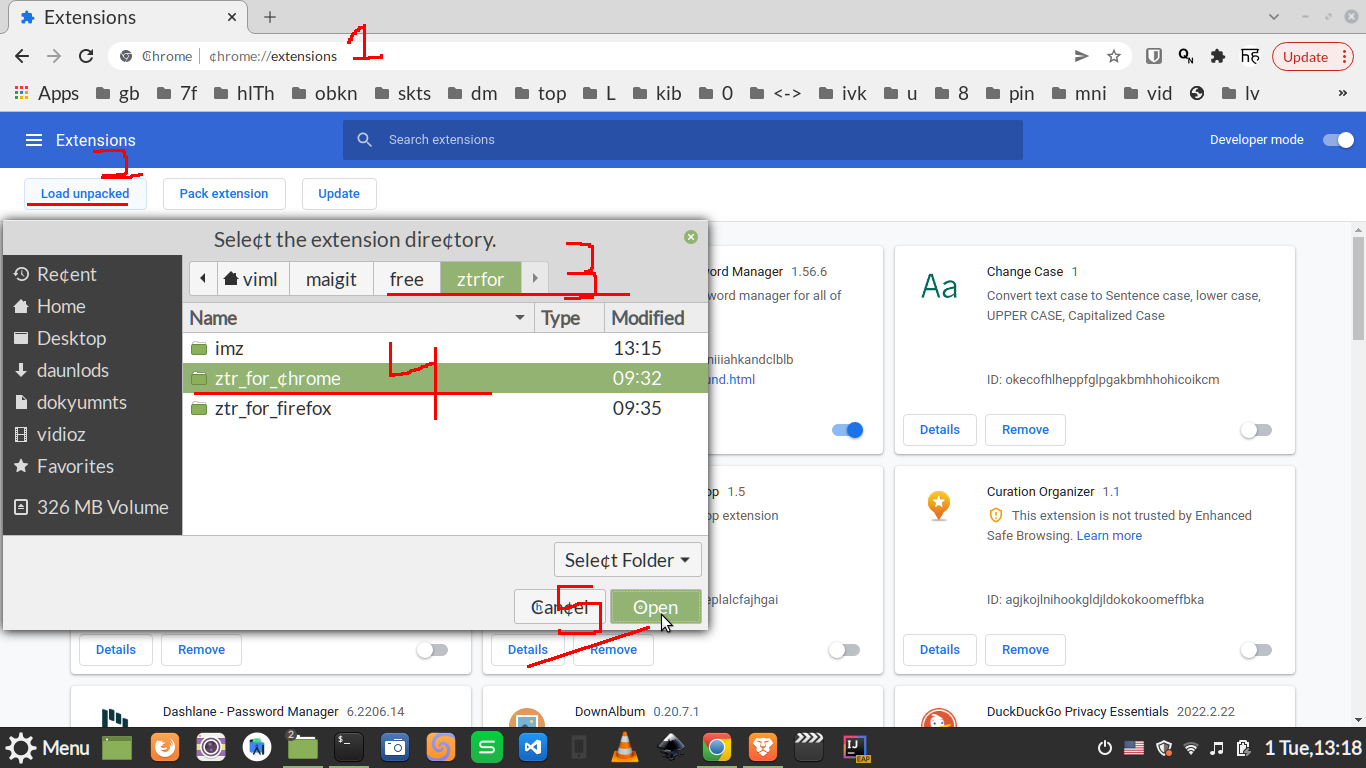 Extensions
1
Chrome | ¢hrome://extensions
Update
Apps gb 7f hlTh obkn skts dm top L kib 0 <-> ivk u 8 pin mni vid lv »
Extensions
Search extensions
Developer mode
2
Load unpacked Pack extension Update
Sele¢t the extension dire¢tory.
3
viml maigit free ztrfor
Name Type Modified
imz 13:15
4
ztr_for_¢hrome 09:32
ztr_for_firefox 09:35
Re¢ent
Home
Desktop
daunlods
dokyumnts
vidioz
Favorites
326 MB Volume
Sele¢t Folder
5
Open
ord Manager 1.56.6
word manager for all of
niiiahkandclblb
und.html
Change Case 1
Convert text case to Sentence case, lower case,
UPPER CASE, Capitalized Case
ID: okecofhlheppfglpgakbmhhohicoikcm
Details Remove
op 1.5
op extension
eplalcfajhgai
Curation Organizer 1.1
This extension is not trusted by Enhanced
Safe Browsing. Learn more
ID: agjkojlnihookgldjldokokoomeffbka
Details Remove
Details Remove
Details Remove
Dashlane - Password Manager 6.2206.14
DownAlbum 0.20.7.1
DuckDuckGo Privacy Essentials 2022.2.22
Menu
2
1 Tue,13:18